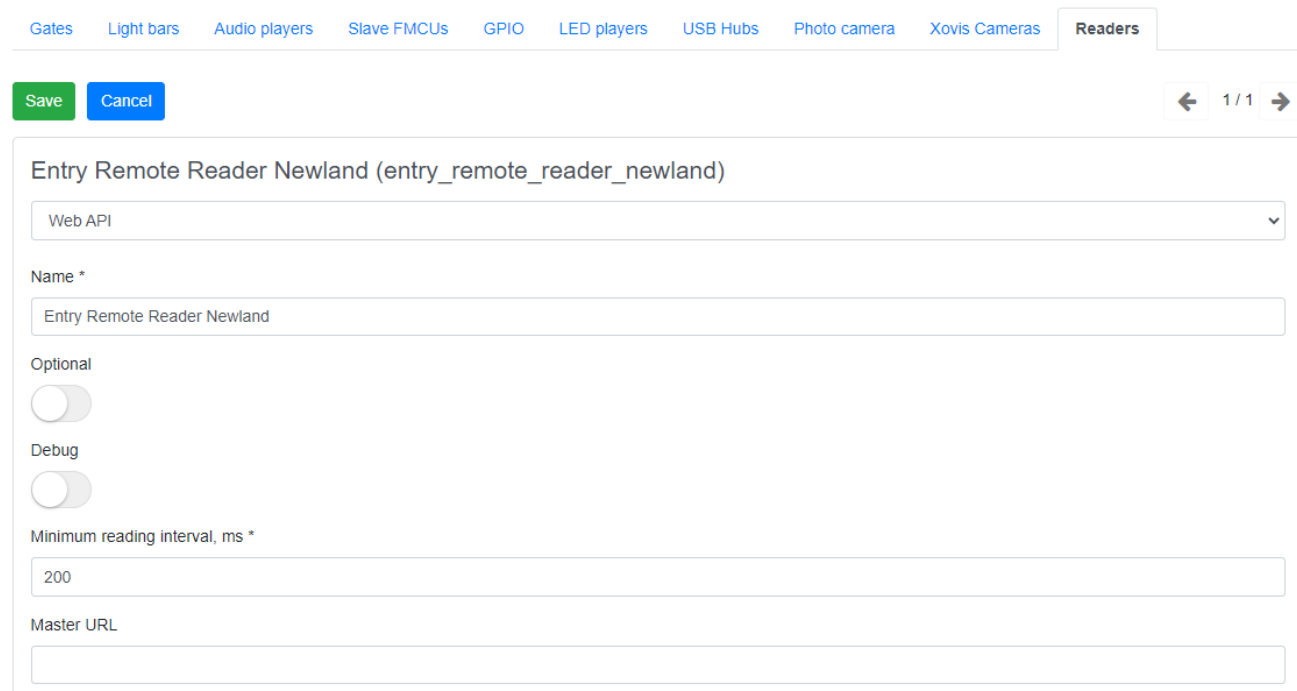 Gates Light bars Audio players Slave FMCUs GPIO LED players USB Hubs Photo camera Xovis Cameras Readers
Save Cancel 1 / 1
Entry Remote Reader Newland (entry_remote_reader_newland)
Web API
Name *
Entry Remote Reader Newland
Optional
Debug
Minimum reading interval, ms *
200
Master URL